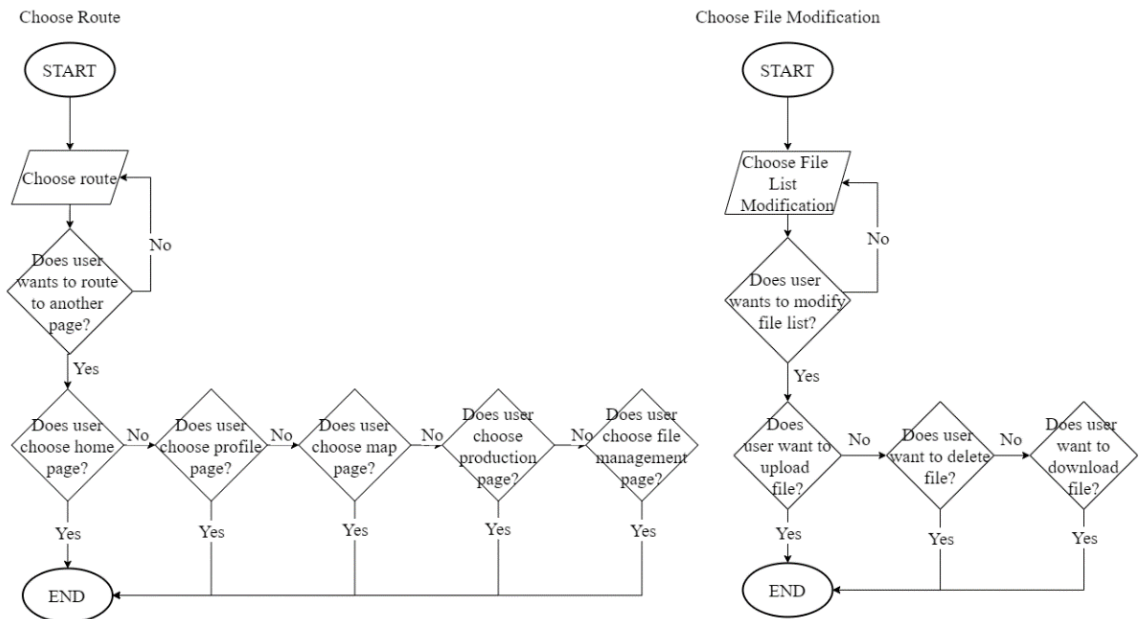 Choose Route
START
Choose route
No
Does user
wants to route
to another
page?
Yes
Does user
choose home
page?
No
Does user
choose profile
page?
No
Does user
choose map
page?
No
Does user
choose
production
page?
No
Does user
choose file
management
page?
Yes
Yes
Yes
Yes
Yes
END
Choose File Modification
START
Choose File
List
Modification
No
Does user
wants to modify
file list?
Yes
Does
user want to
upload
file?
No
Does user
want to delete
file?
No
Does user
want to
download
file?
Yes
Yes
Yes
END